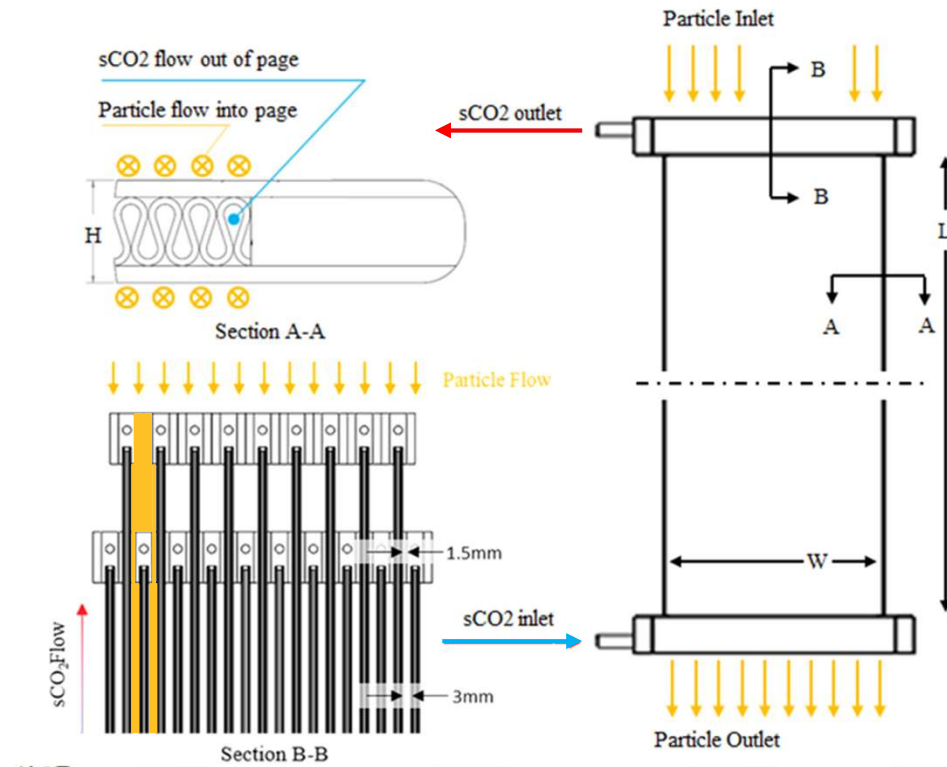 Particle Inlet
sCO2 flow out of page
B
Particle flow into page
sCO2 outlet
B
L
H
A
A
Section A-A
Particle Flow
1.5mm
W
sCO2 inlet
sCO₂Flow
3mm
Particle Outlet
Section B-B